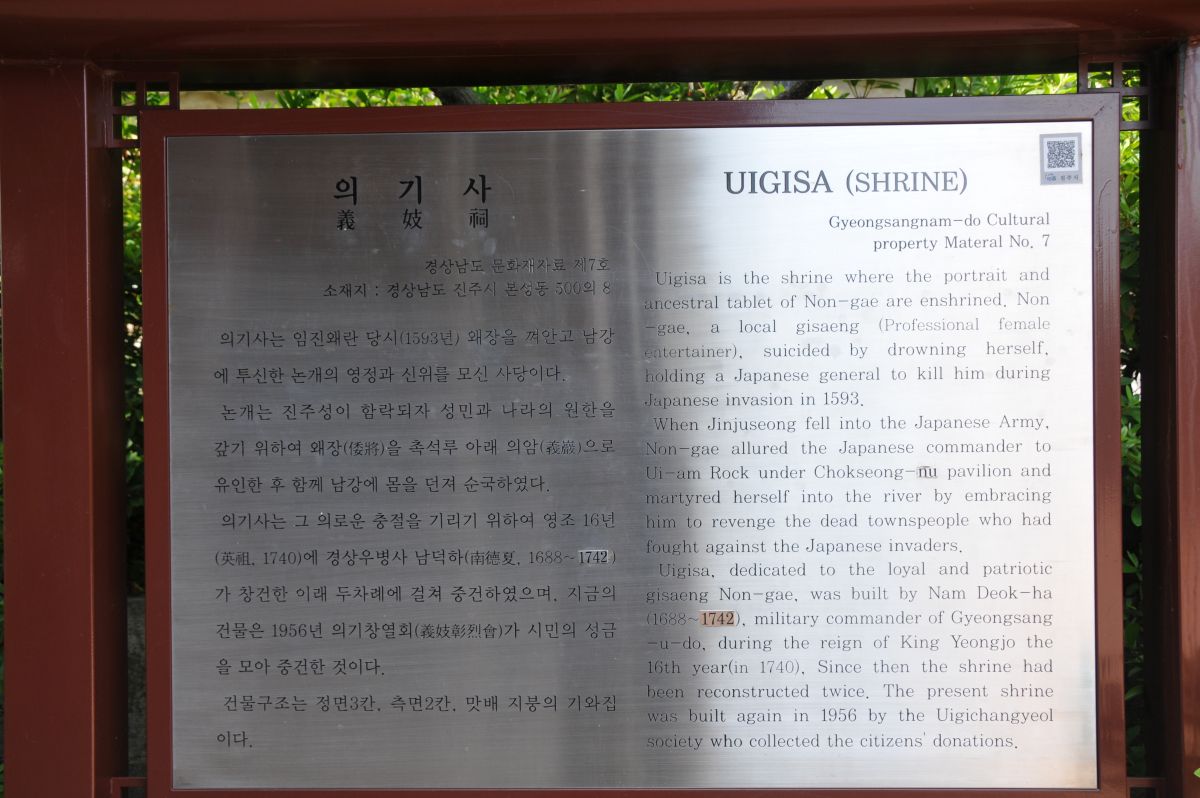 의 기 사
義 妓 祠
경상남도 문화재자료 제7호
소재지 : 경상남도 진주시 본성동 500의 8
의기사는 임진왜란 당시(1593년) 왜장을 껴안고 남강
에 투신한 논개의 영정과 신위를 모신 사당이다.
논개는 진주성이 함락되자 성민과 나라의 원한을
갚기 위하여 왜장(倭將)을 촉석루 아래 의암(義巖)으로
유인한 후 함께 남강에 몸을 던져 순국하였다.
의기사는 그 의로운 충절을 기리기 위하여 영조 16년
(英祖, 1740)에 경상우병사 남덕하(南德夏, 1688~1742)
가 창건한 이래 두차례에 걸쳐 중건하였으며, 지금의
건물은 1956년 의기창열회(義妓彰烈會)가 시민의 성금
을 모아 중건한 것이다.
건물구조는 정면3칸, 측면2칸, 맛배 지붕의 기와집
이다.
UIGISA (SHRINE)
Gyeongsangnam-do Cultural
property Materal No. 7
Uigisa is the shrine where the portrait and
ancestral tablet of Non-gae are enshrined. Non
-gae, a local gisaeng (Professional female
entertainer), suicided by drowning herself,
holding a Japanese general to kill him during
Japanese invasion in 1593.
When Jinjuseong fell into the Japanese Army,
Non-gae allured the Japanese commander to
Ui-am Rock under Chokseong-nu pavilion and
martyred herself into the river by embracing
him to revenge the dead townspeople who had
fought against the Japanese invaders.
Uigisa, dedicated to the loyal and patriotic
gisaeng Non-gae, was built by Nam Deok-ha
(1688~1742), military commander of Gyeongsang
-u-do, during the reign of King Yeongjo the
16th year(in 1740). Since then the shrine had
been reconstructed twice. The present shrine
was built again in 1956 by the Uigichangyeol
society who collected the citizens' donations.